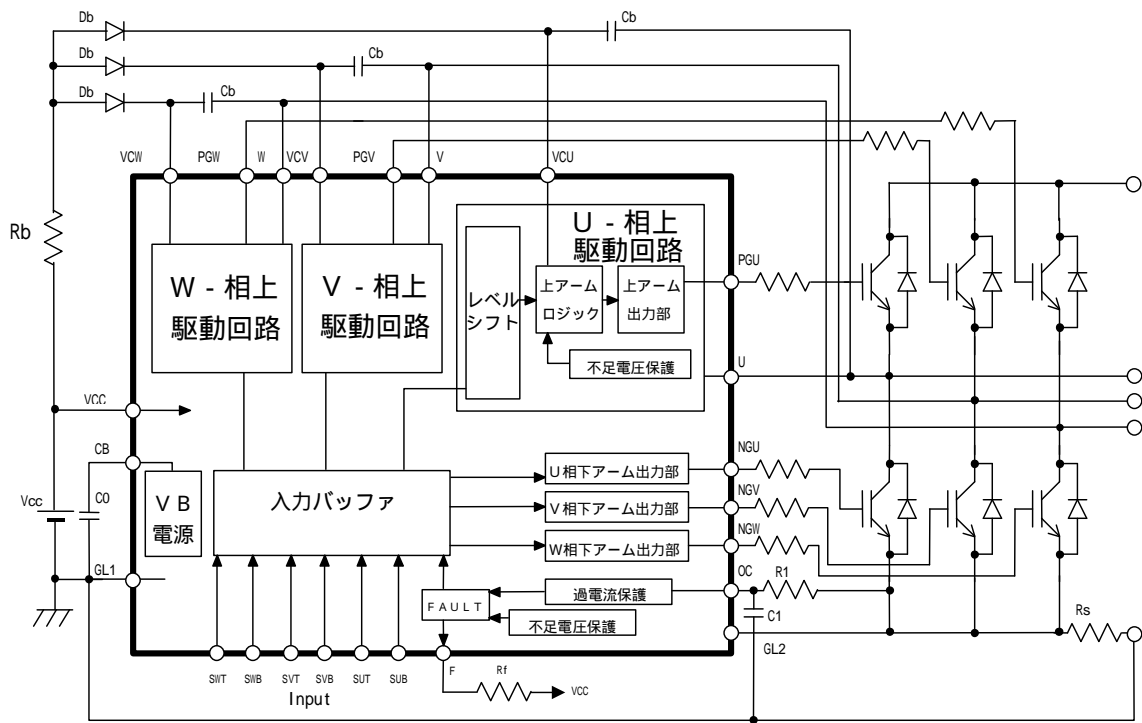 Db
Cb
Db
Cb
Db
Cb
VCW
PGW
W
VCV
PGV
V
VCU
Rb
W - 相上
駆動回路
V - 相上
駆動回路
U - 相上
駆動回路
レベル
シフト
上アーム
ロジック
上アーム
出力部
不足電圧保護
PGU
U
VCC
CB
Vcc
C0
VB
電源
GL1
入力バッファ
U相下アーム出力部
V相下アーム出力部
W相下アーム出力部
NGU
NGV
NGW
OC
R1
C1
Rs
GL2
FAULT
過電流保護
不足電圧保護
SWT
SWB
SVT
SVB
SUT
SUB
F
Rf
VCC
Input